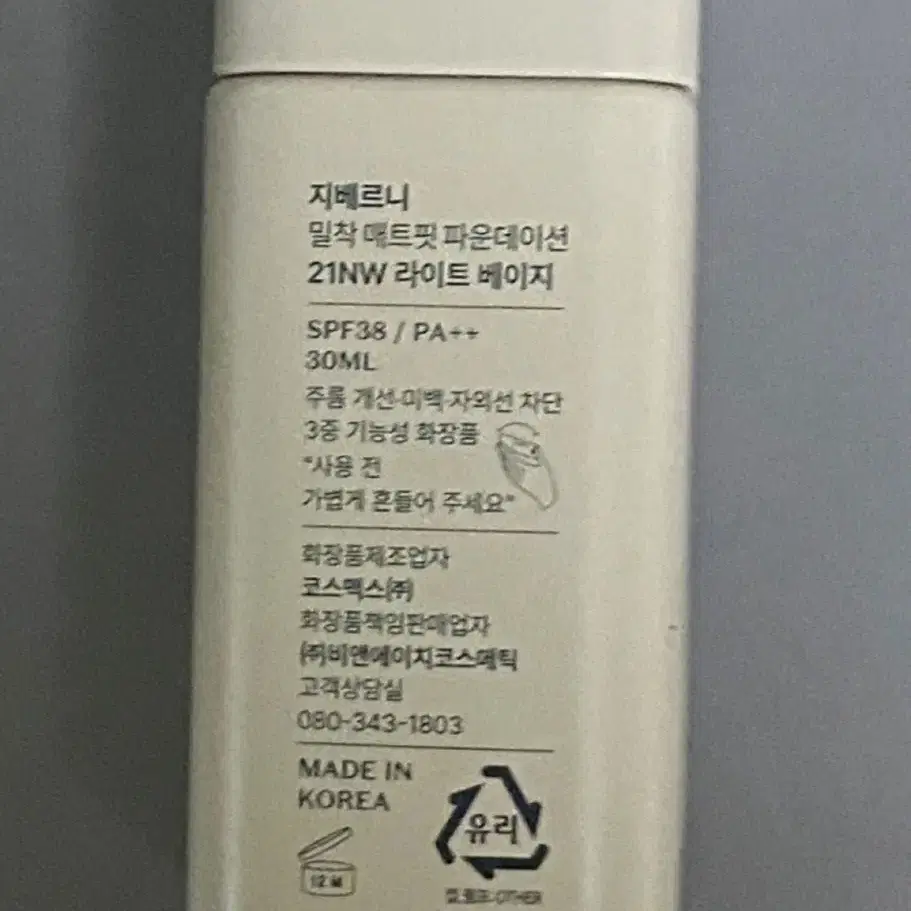 지베르니
밀착 매트핏 파운데이션
21NW 라이트 베이지
SPF38 / PA++
30ML
주름 개선·미백·자외선 차단
3중 기능성 화장품
"사용 전
가볍게 흔들어 주세요"
화장품제조업자
코스맥스(주)
화장품책임판매업자
(주)비앤에이치코스메틱
고객상담실
080-343-1803
MADE IN
KOREA
유리
12 M
캡,펌프: OTHER